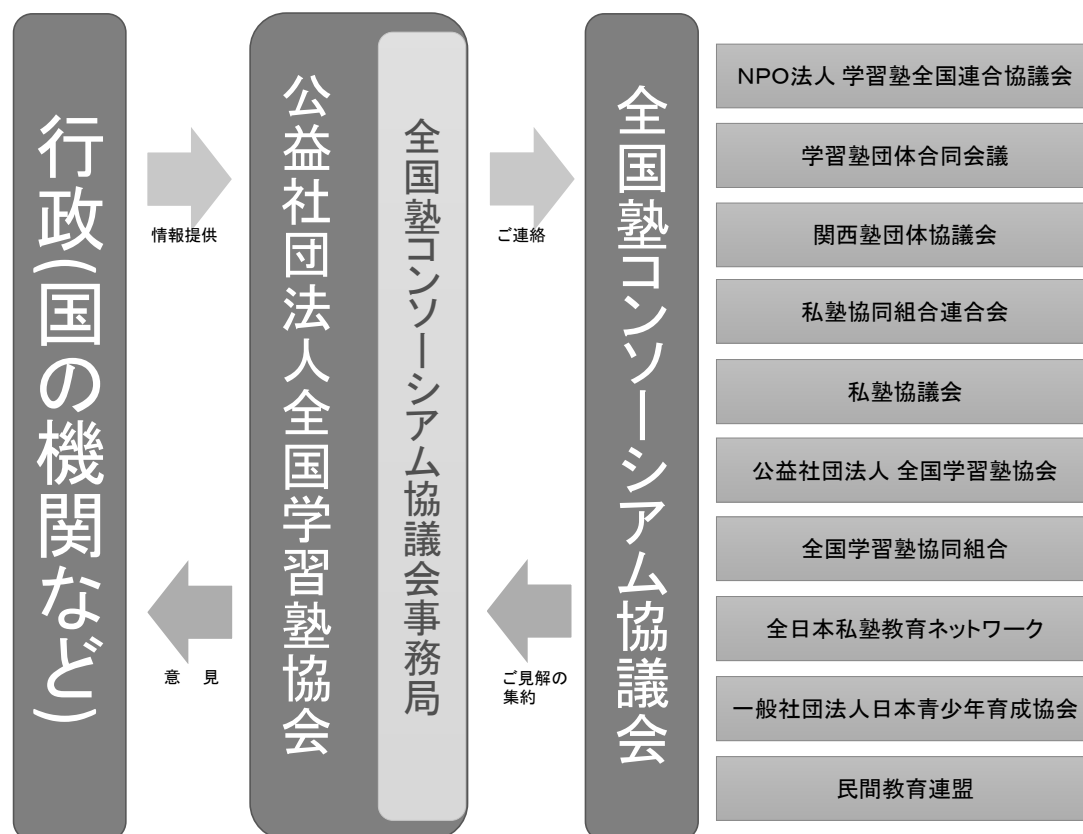 行政(国の機関など)
情報提供
意　見
公益社団法人全国学習塾協会
全国塾コンソーシアム協議会事務局
ご連絡
ご見解の
集約
全国塾コンソーシアム協議会
NPO法人 学習塾全国連合協議会
学習塾団体合同会議
関西塾団体協議会
私塾協同組合連合会
私塾協議会
公益社団法人 全国学習塾協会
全国学習塾協同組合
全日本私塾教育ネットワーク
一般社団法人日本青少年育成協会
民間教育連盟